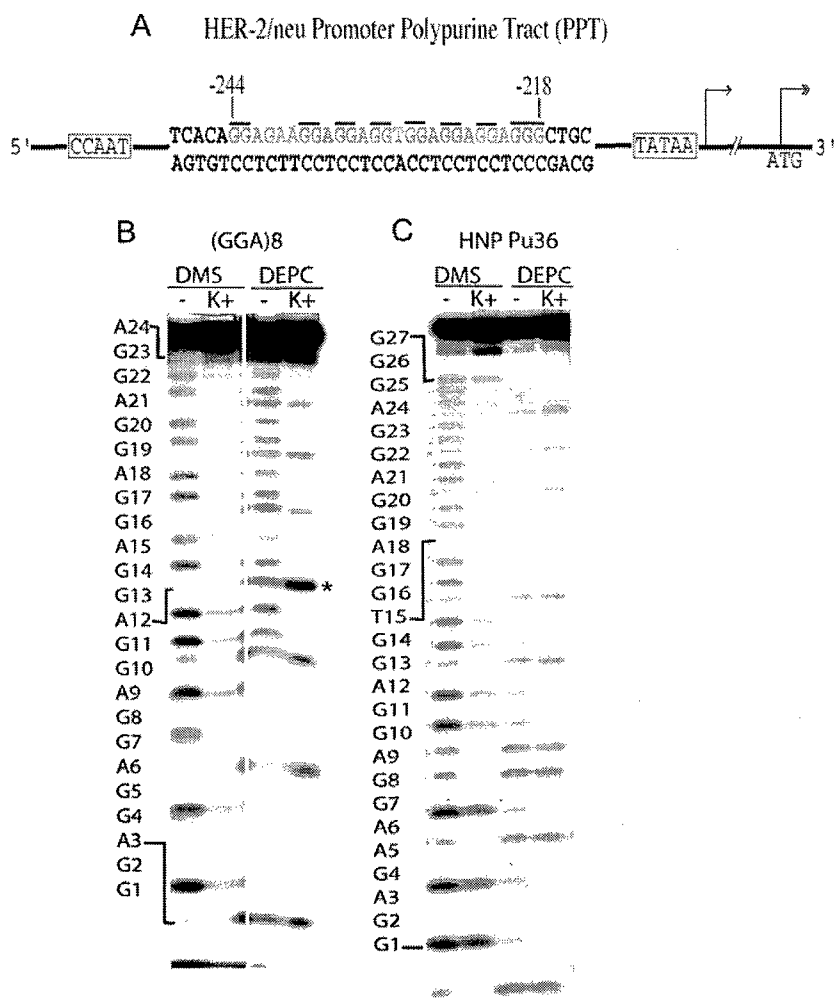 A HER-2/neu Promoter Polypurine Tract (PPT)
-244 -218
TCACAGGAGAAGGAGGAGGTGGAGGAGGAGGGCTGC
5' CCAAT TATAA 3'
AGTGTCCTCTTCCTCCTCCACCTCCTCCTCCCGACG
ATG
B (GGA)8
DMS DEPC
- K+ - K+
A24
G23
G22
A21
G20
G19
A18
G17
G16
A15
G14
G13
A12
G11
G10
A9
G8
G7
A6
G5
G4
A3
G2
G1
*
C HNP Pu36
DMS DEPC
- K+ - K+
G27
G26
G25
A24
G23
G22
A21
G20
G19
A18
G17
G16
T15
G14
G13
A12
G11
G10
A9
G8
G7
A6
A5
G4
A3
G2
G1